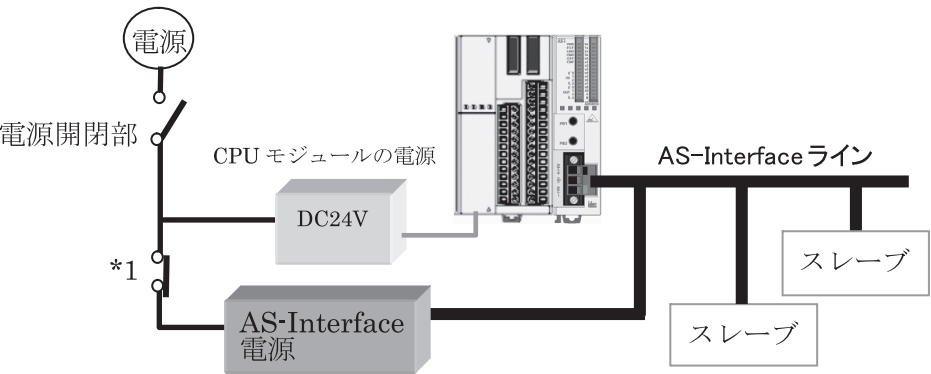 電源
電源開閉部
CPU モジュールの電源
DC24V
*1
AS-Interface
電源
AS-Interface ライン
スレーブ
スレーブ